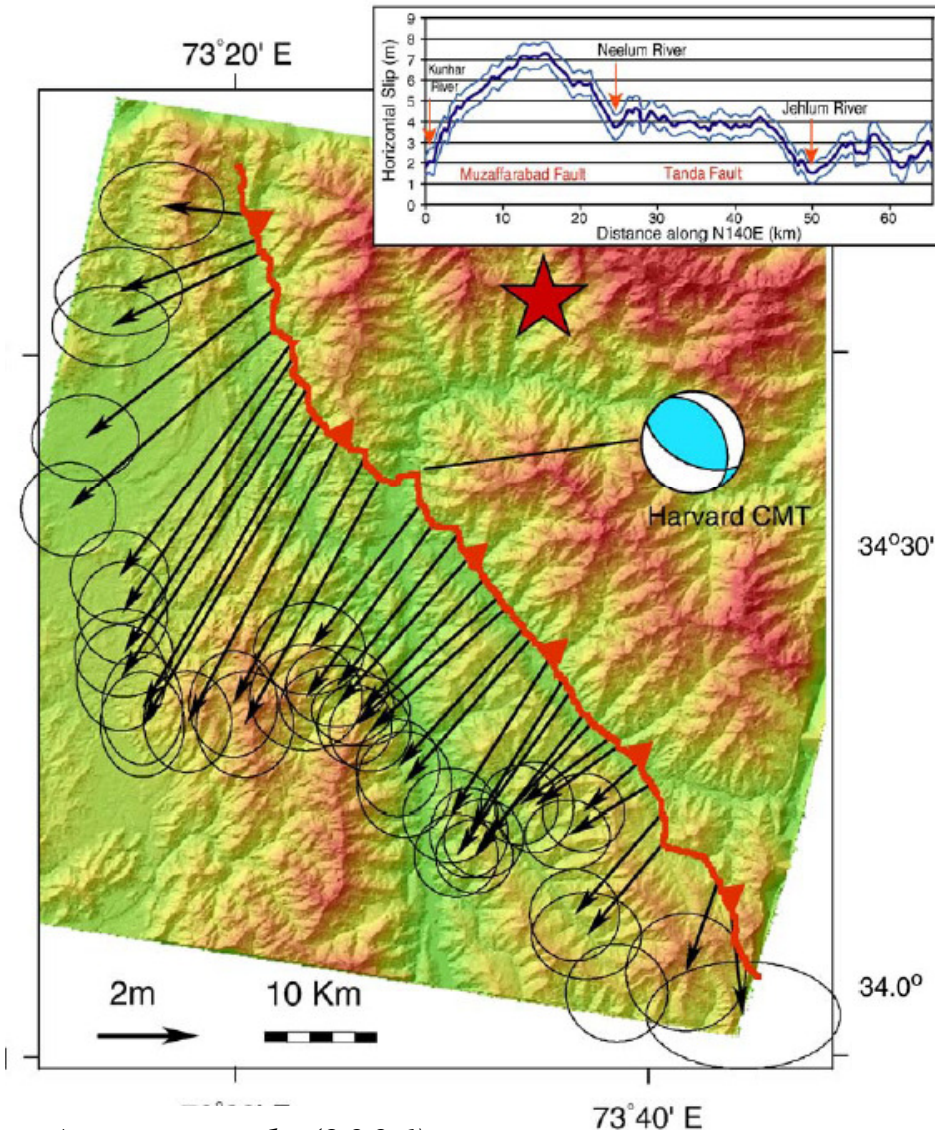 73°20' E
9
8
7
6
5
4
3
2
1
0
Horizontal Slip (m)
Kunhar
River
Neelum River
Jehlum River
Muzaffarabad Fault
Tanda Fault
0
10
20
30
40
50
60
Distance along N140E (km)
Harvard CMT
34°30'
34.0°
2m
10 Km
73°40' E